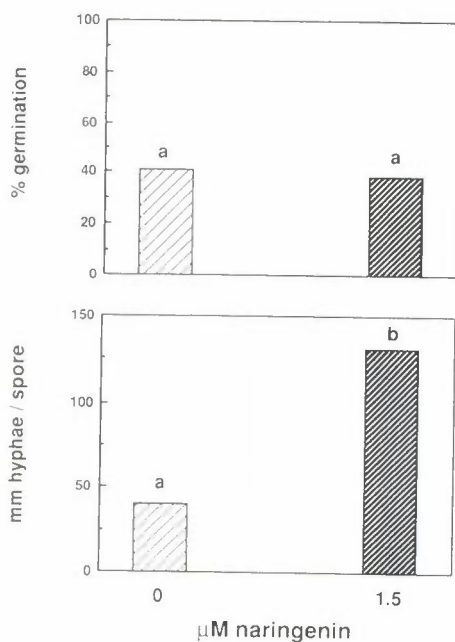 100
80
% germination
60
40
20
0
a
a
150
mm hyphae / spore
100
50
0
a
b
0
1.5
μM naringenin